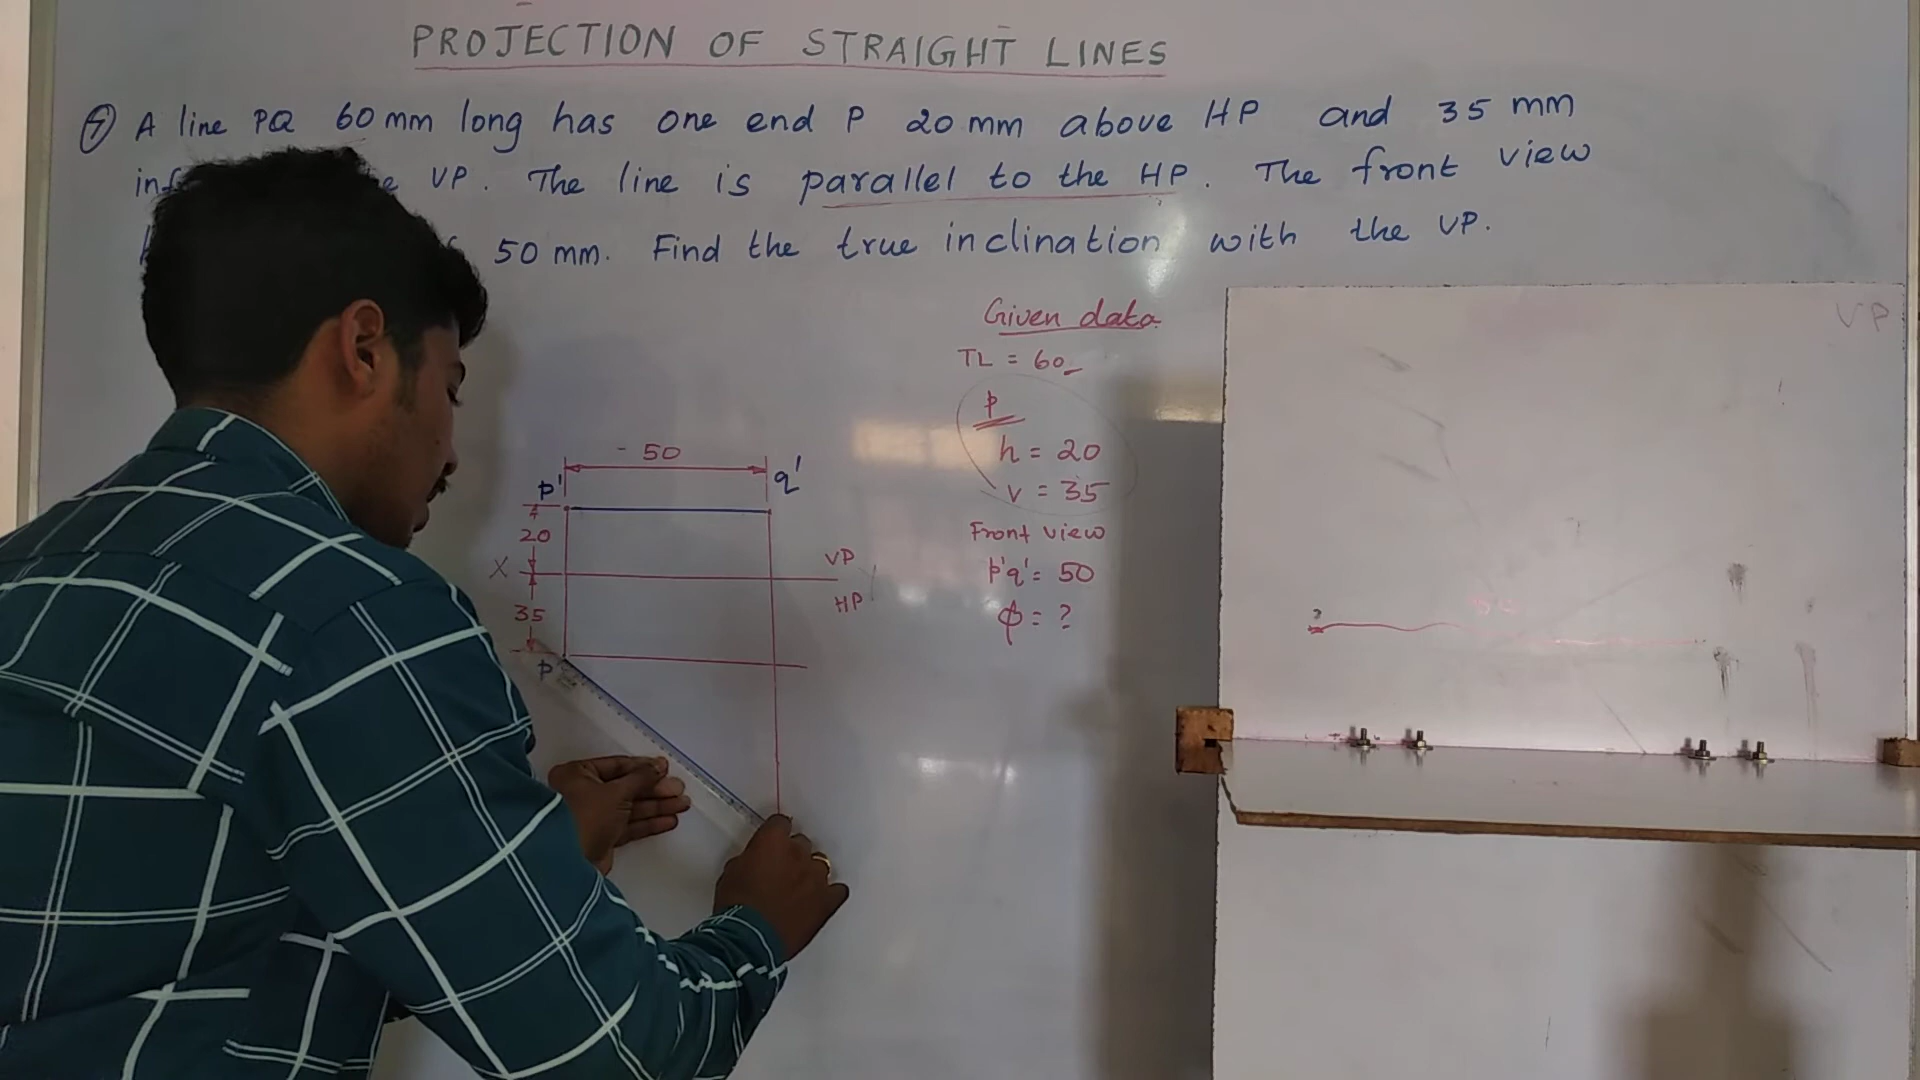 PROJECTION OF STRAIGHT LINES
7 A line PQ 60 mm long has one end P 20 mm above HP and 35 mm
VP. The line is parallel to the HP. The front view
50 mm. Find the true inclination with the VP.
Given data
TL = 60
p
h = 20
v = 35
Front view
p'q' = 50
ϕ = ?
50
p' q'
20
X VP
HP
35
p
VP